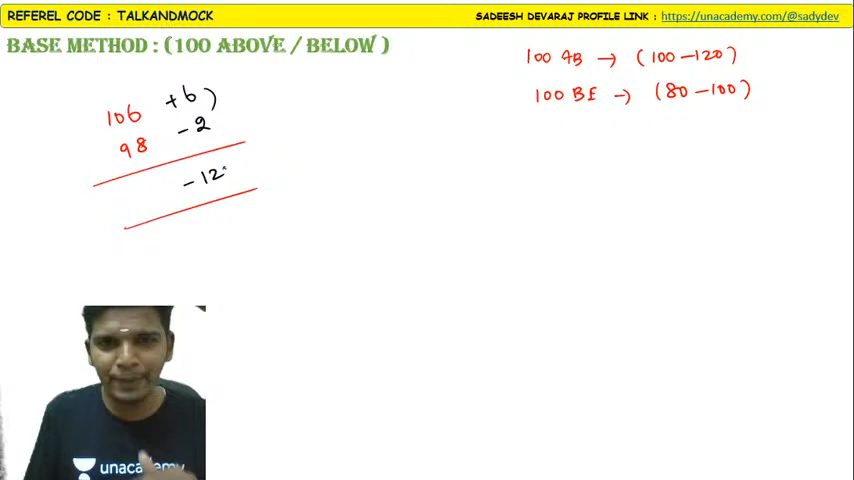 REFEREL CODE : TALKANDMOCK
SADEESH DEVARAJ PROFILE LINK : https://unacademy.com/@sadydev
BASE METHOD : (100 ABOVE / BELOW )
100 AB → (100 - 120)
100 BE → (80 - 100)
106 +6)
98 -2
-12
unacademy